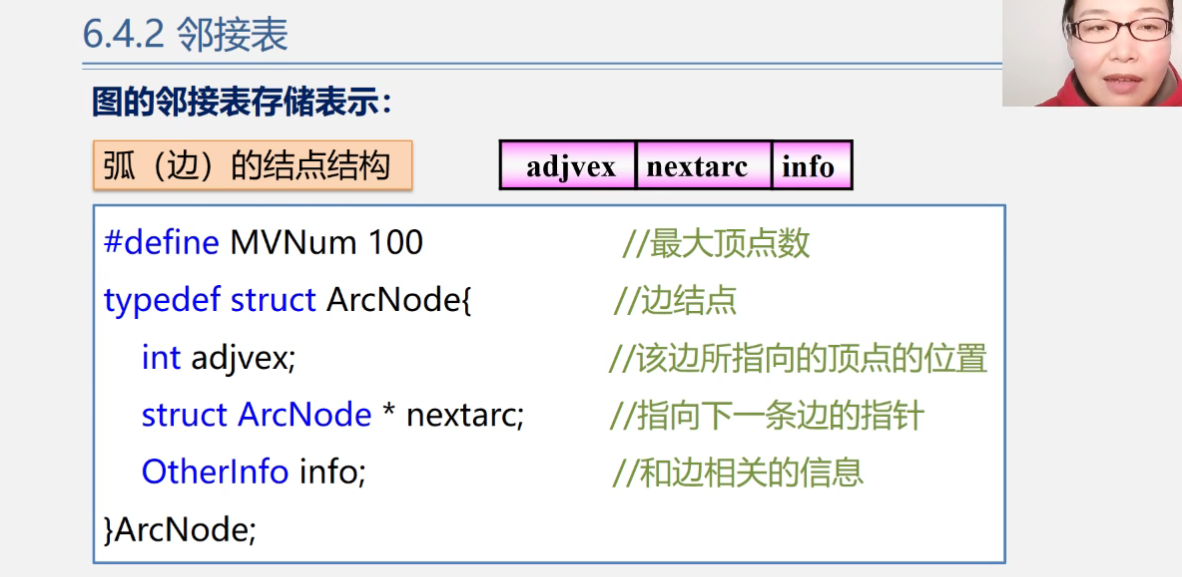 6.4.2 邻接表
图的邻接表存储表示：
弧（边）的结点结构
adjvex nextarc info
#define MVNum 100 //最大顶点数
typedef struct ArcNode{ //边结点
int adjvex; //该边所指向的顶点的位置
struct ArcNode * nextarc; //指向下一条边的指针
OtherInfo info; //和边相关的信息
}ArcNode;